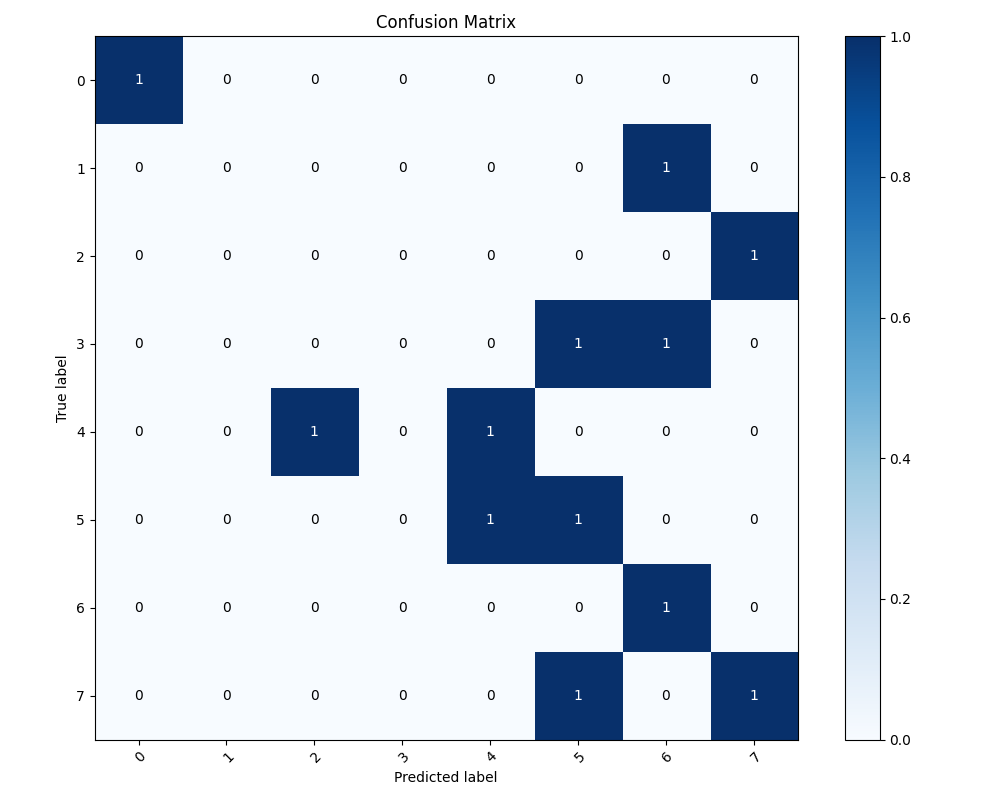 Confusion Matrix
0 1 0 0 0 0 0 0 0
1 0 0 0 0 0 0 1 0
2 0 0 0 0 0 0 0 1
3 0 0 0 0 0 1 1 0
4 0 0 1 0 1 0 0 0
5 0 0 0 0 1 1 0 0
6 0 0 0 0 0 0 1 0
7 0 0 0 0 0 1 0 1
0 1 2 3 4 5 6 7
True label
Predicted label
1.0
0.8
0.6
0.4
0.2
0.0